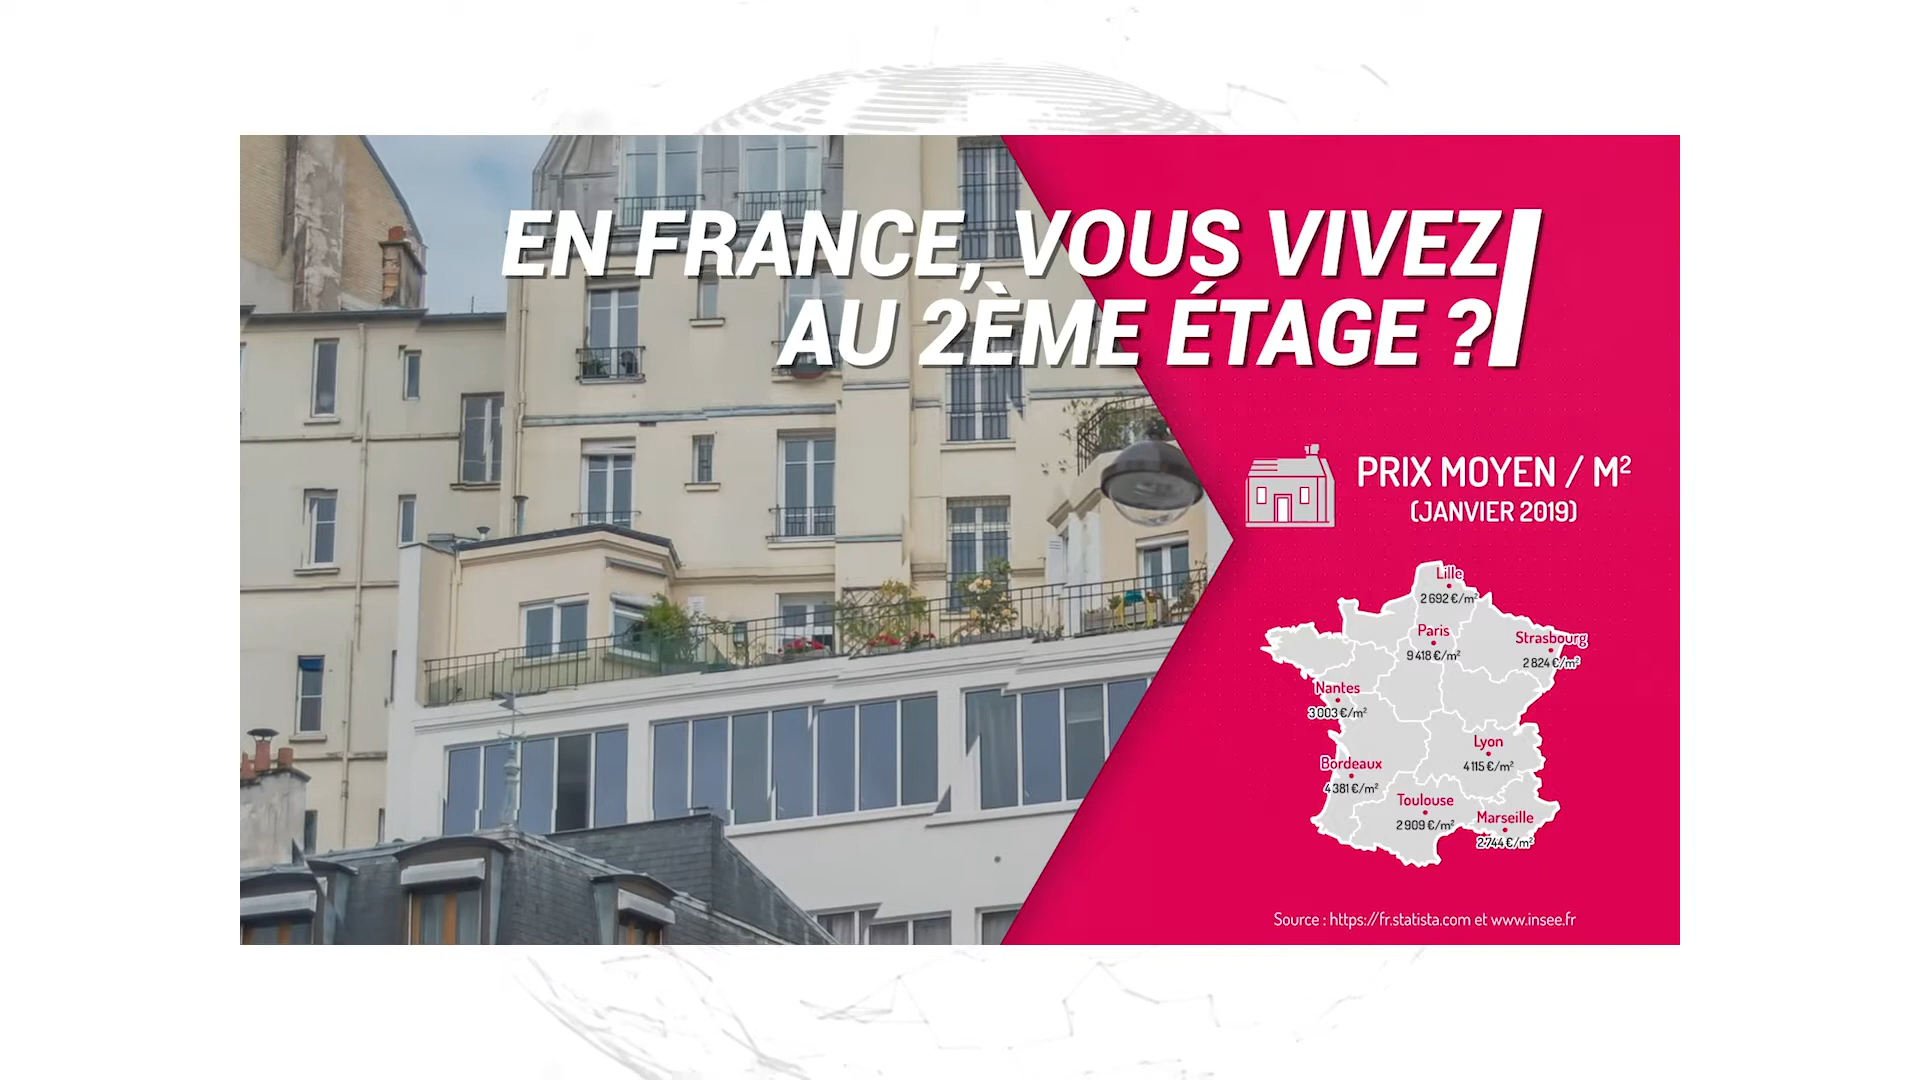 EN FRANCE, VOUS VIVEZ
AU 2ÈME ÉTAGE ?
PRIX MOYEN / M²
(JANVIER 2019)
Lille
2 692 €/m²
Paris
9 418 €/m²
Strasbourg
2 824 €/m²
Nantes
3 003 €/m²
Lyon
4 115 €/m²
Bordeaux
4 381 €/m²
Toulouse
2 909 €/m²
Marseille
2 744 €/m²
Source : https://fr.statista.com et www.insee.fr